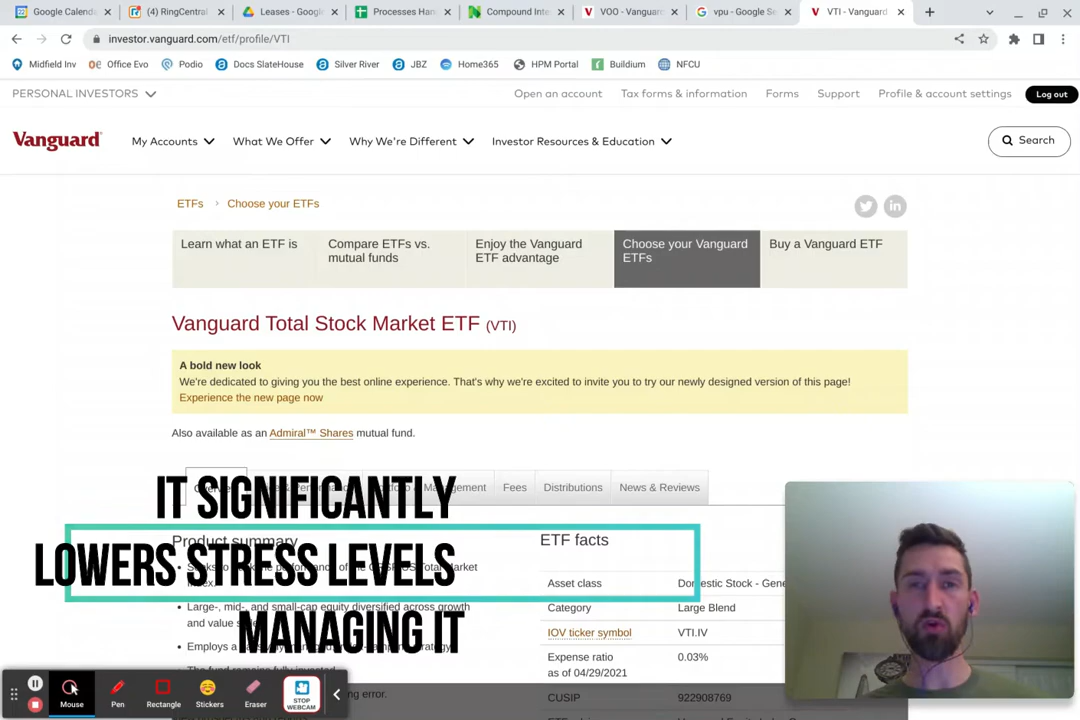 Google Calenda
(4) RingCentral
Leases - Google
Processes Han
Compound Inte
VOO - Vanguar
vpu - Google Se
VTI - Vanguard
investor.vanguard.com/etf/profile/VTI
Midfield Inv
Office Evo
Podio
Docs SlateHouse
Silver River
JBZ
Home365
HPM Portal
Buildium
NFCU
PERSONAL INVESTORS
Open an account
Tax forms & information
Forms
Support
Profile & account settings
Log out
Vanguard
My Accounts
What We Offer
Why We're Different
Investor Resources & Education
Search
ETFs
Choose your ETFs
Learn what an ETF is
Compare ETFs vs.
mutual funds
Enjoy the Vanguard
ETF advantage
Choose your Vanguard
ETFs
Buy a Vanguard ETF
Vanguard Total Stock Market ETF (VTI)
A bold new look
We're dedicated to giving you the best online experience. That's why we're excited to invite you to try our newly designed version of this page!
Experience the new page now
Also available as an Admiral™ Shares mutual fund.
Fees
Distributions
News & Reviews
IT SIGNIFICANTLY
LOWERS STRESS LEVELS
MANAGING IT
Product summary
Large-, mid-, and small-cap equity diversified across growth
and value
Employs a
ing error.
ETF facts
Asset class
Domestic Stock - Gene
Category
Large Blend
IOV ticker symbol
VTI.IV
Expense ratio
as of 04/29/2021
0.03%
CUSIP
922908769
Mouse
Pen
Rectangle
Stickers
Eraser
STOP
WEBCAM